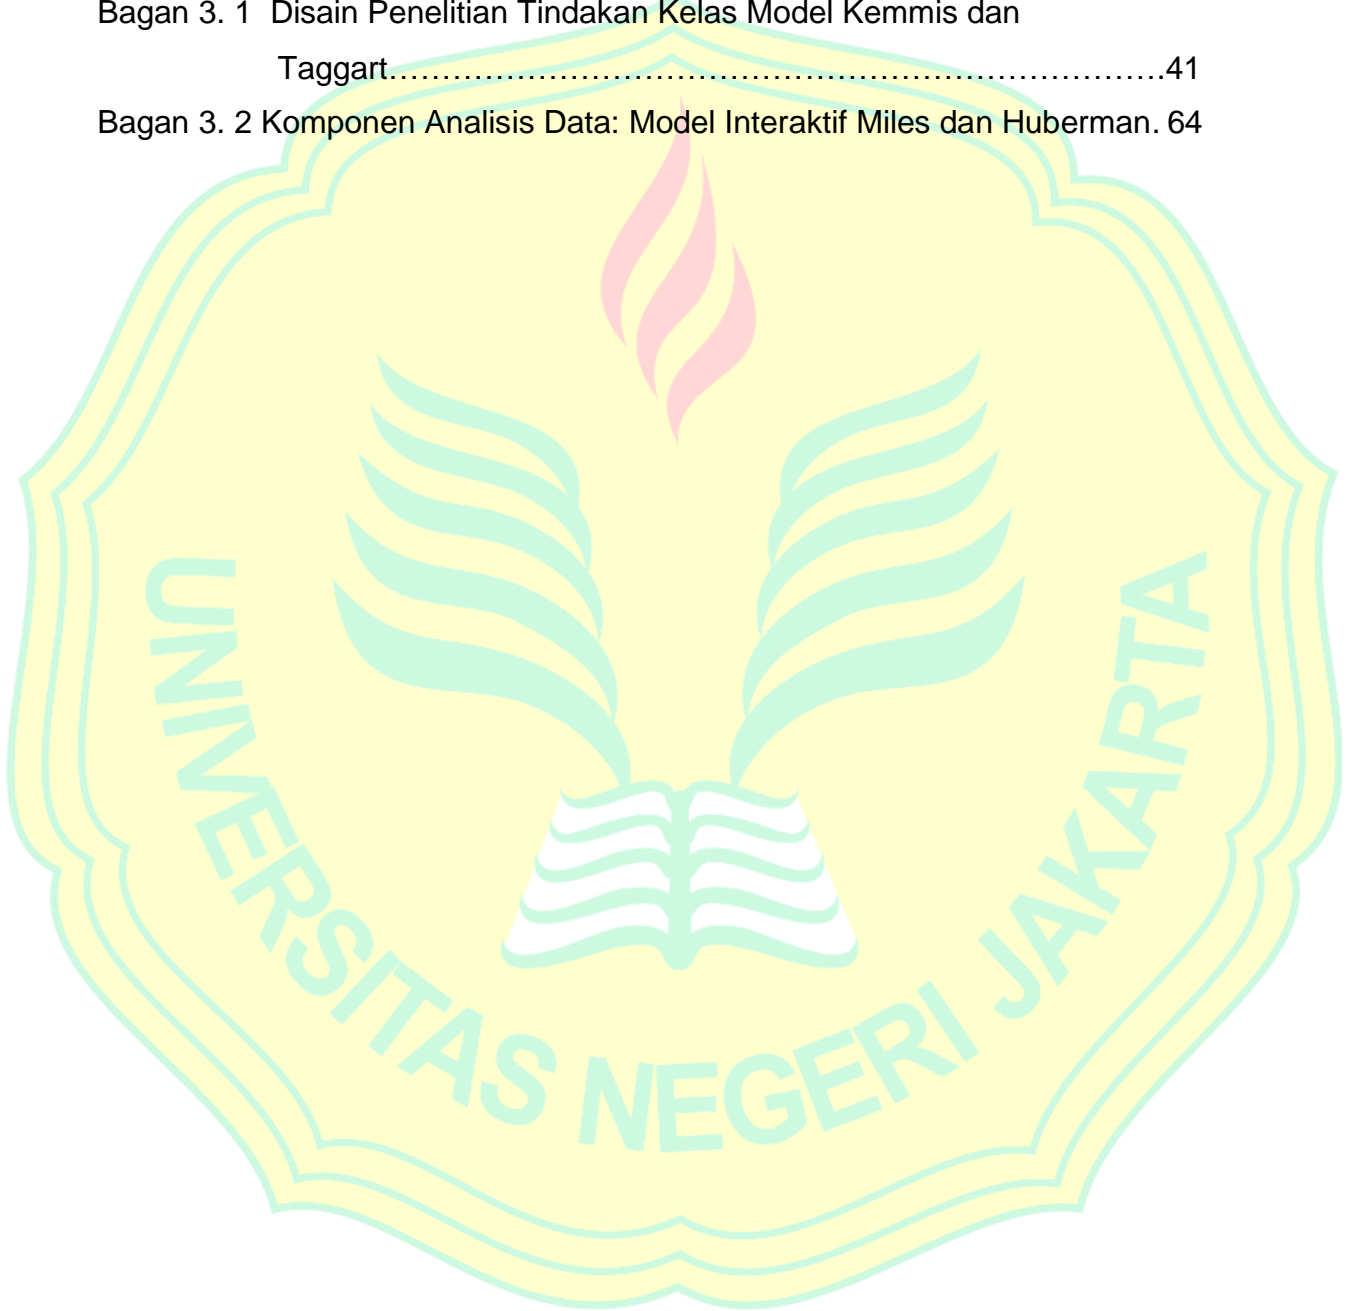 Bagan 3. 1  Disain Penelitian Tindakan Kelas Model Kemmis dan
Taggart……………………………………………………………….41
Bagan 3. 2 Komponen Analisis Data: Model Interaktif Miles dan Huberman. 64
UNIVERSITAS NEGERI JAKARTA